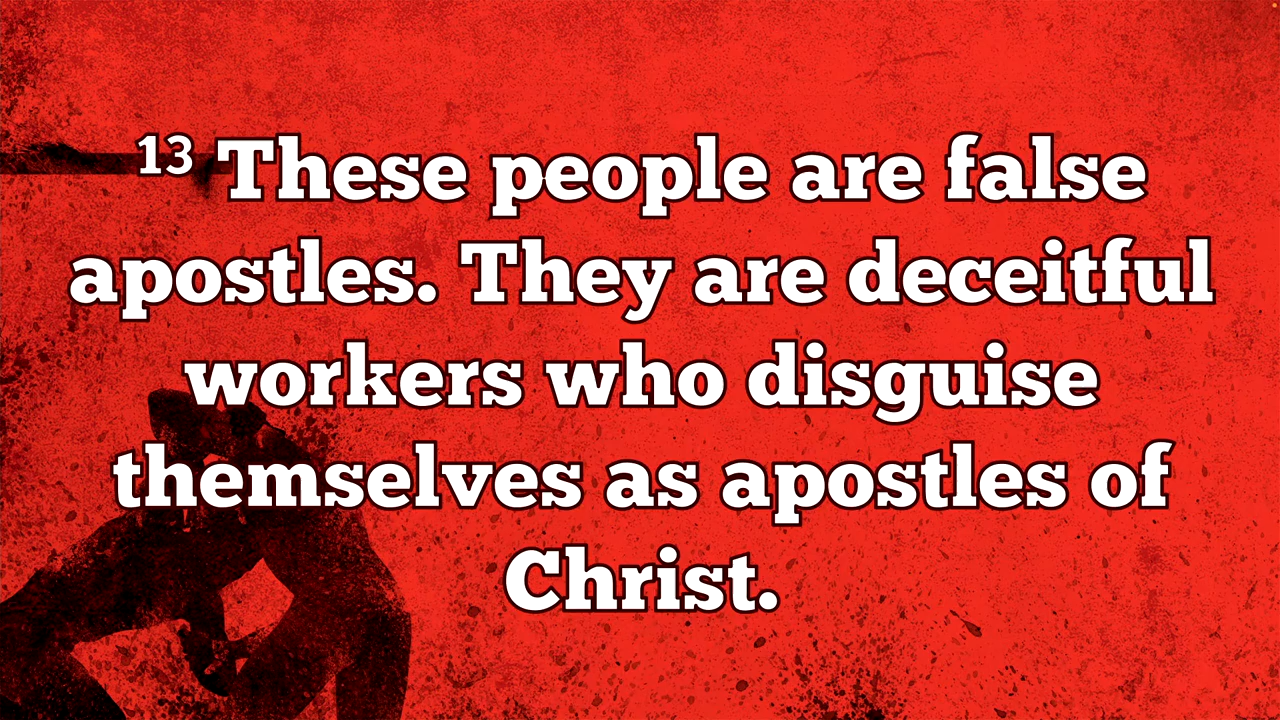 ¹³ These people are false
apostles. They are deceitful
workers who disguise
themselves as apostles of
Christ.